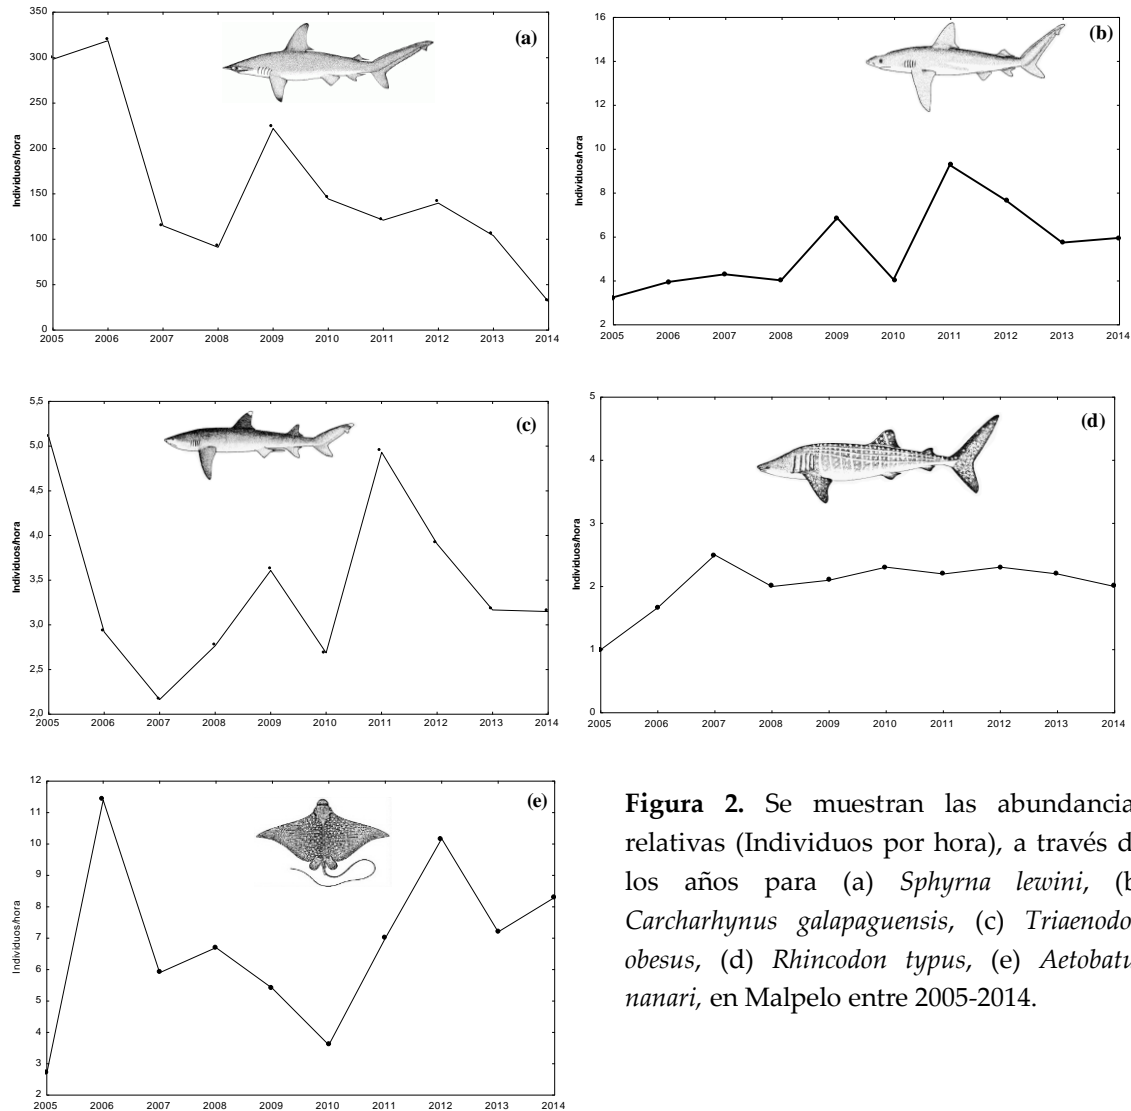 350
300
250
200
150
100
50
0
Individuos/hora
2005 2006 2007 2008 2009 2010 2011 2012 2013 2014
(a)
16
14
12
10
8
6
4
2
Individuos/hora
2005 2006 2007 2008 2009 2010 2011 2012 2013 2014
(b)
5,5
5,0
4,5
4,0
3,5
3,0
2,5
2,0
Individuos/hora
2005 2006 2007 2008 2009 2010 2011 2012 2013 2014
(c)
5
4
3
2
1
0
Individuos/hora
2005 2006 2007 2008 2009 2010 2011 2012 2013 2014
(d)
12
11
10
9
8
7
6
5
4
3
2
Individuos/hora
2005 2006 2007 2008 2009 2010 2011 2012 2013 2014
(e)
Figura 2. Se muestran las abundancia
relativas (Individuos por hora), a través d
los años para (a) Sphyrna lewini, (b
Carcharhynus galapaguensis, (c) Triaenodo
obesus, (d) Rhincodon typus, (e) Aetobatu
nanari, en Malpelo entre 2005-2014.